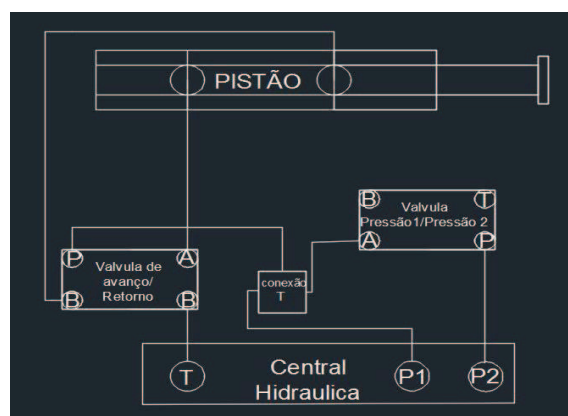 PISTÃO
B
T
Valvula
Pressão1/Pressão 2
A
P
P
A
Valvula de
avanço/
Retorno
B
B
conexão
T
T
Central
Hidraulica
P1
P2